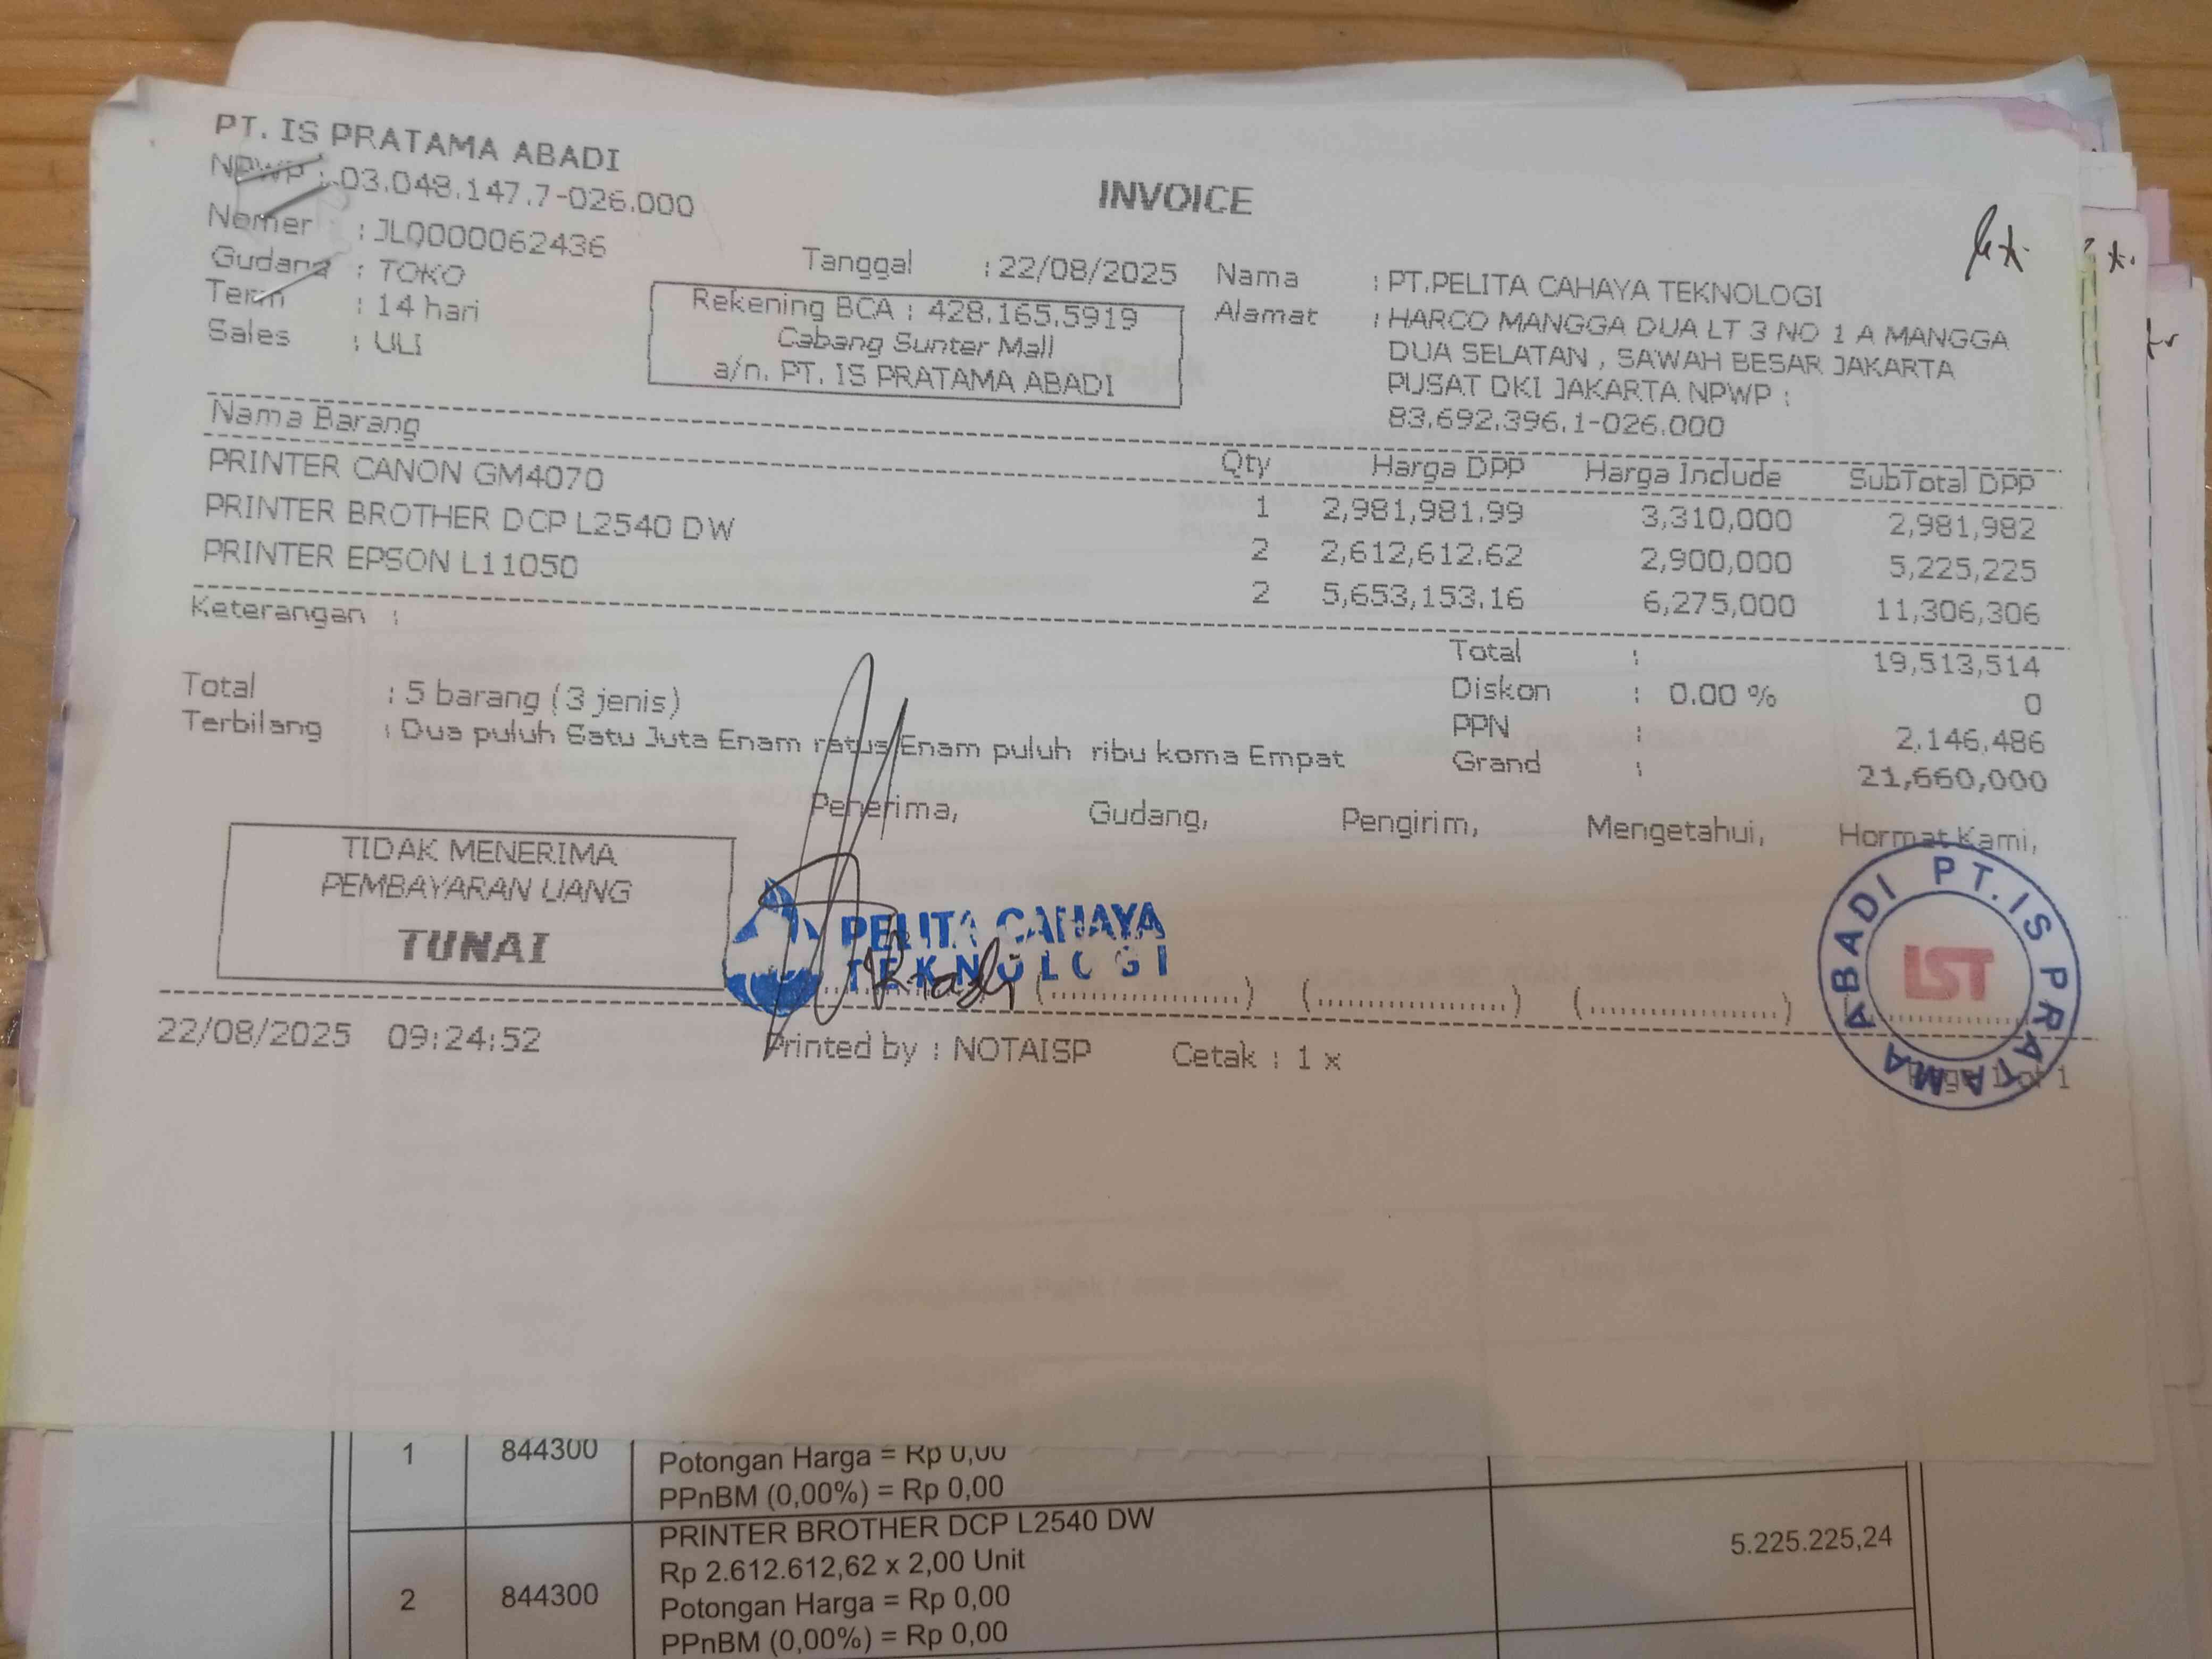 PT. IS PRATAMA ABADI
NPWP : 03.048.147.7-026.000
INVOICE
Nomer : JL0000062436
Gudang : TOKO
Term : 14 hari
Sales : ULI
Tanggal : 22/08/2025
Rekening BCA : 428.165.5919
Cabang Sunter Mall
a/n. PT. IS PRATAMA ABADI
Nama : PT.PELITA CAHAYA TEKNOLOGI
Alamat : HARCO MANGGA DUA LT 3 NO 1 A MANGGA
DUA SELATAN , SAWAH BESAR JAKARTA
PUSAT DKI JAKARTA NPWP :
83.692.396.1-026.000
Nama Barang Qty Harga DPP Harga Include SubTotal DPP
PRINTER CANON GM4070 1 2,981,981.99 3,310,000 2,981,982
PRINTER BROTHER DCP L2540 DW 2 2,612,612.62 2,900,000 5,225,225
PRINTER EPSON L11050 2 5,653,153.16 6,275,000 11,306,306
Keterangan :
Total : 19,513,514
Diskon : 0.00 % 0
PPN : 2,146,486
Grand : 21,660,000
Total : 5 barang (3 jenis)
Terbilang : Dua puluh Satu Juta Enam ratus Enam puluh ribu koma Empat
Penerima, Gudang, Pengirim, Mengetahui, Hormat Kami,
TIDAK MENERIMA
PEMBAYARAN UANG
TUNAI
PELITA CAHAYA
TEKNOLOGI
PT. IS PRATAMA ABADI
IST
22/08/2025 09:24:52 Printed by : NOTAISP Cetak : 1 x 1 of 1
1 844300 Potongan Harga = Rp 0,00
PPnBM (0,00%) = Rp 0,00
PRINTER BROTHER DCP L2540 DW 5.225.225,24
Rp 2.612.612,62 x 2,00 Unit
2 844300 Potongan Harga = Rp 0,00
PPnBM (0,00%) = Rp 0,00